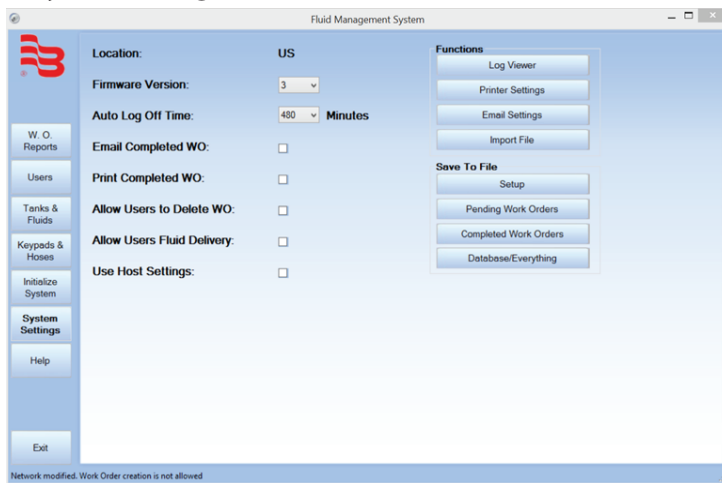 Fluid Management System
Location: US
Firmware Version: 3
Auto Log Off Time: 480 Minutes
Email Completed WO:
Print Completed WO:
Allow Users to Delete WO:
Allow Users Fluid Delivery:
Use Host Settings:
Functions
Log Viewer
Printer Settings
Email Settings
Import File
Save To File
Setup
Pending Work Orders
Completed Work Orders
Database/Everything
W. O.
Reports
Users
Tanks &
Fluids
Keypads &
Hoses
Initialize
System
System
Settings
Help
Exit
Network modified. Work Order creation is not allowed